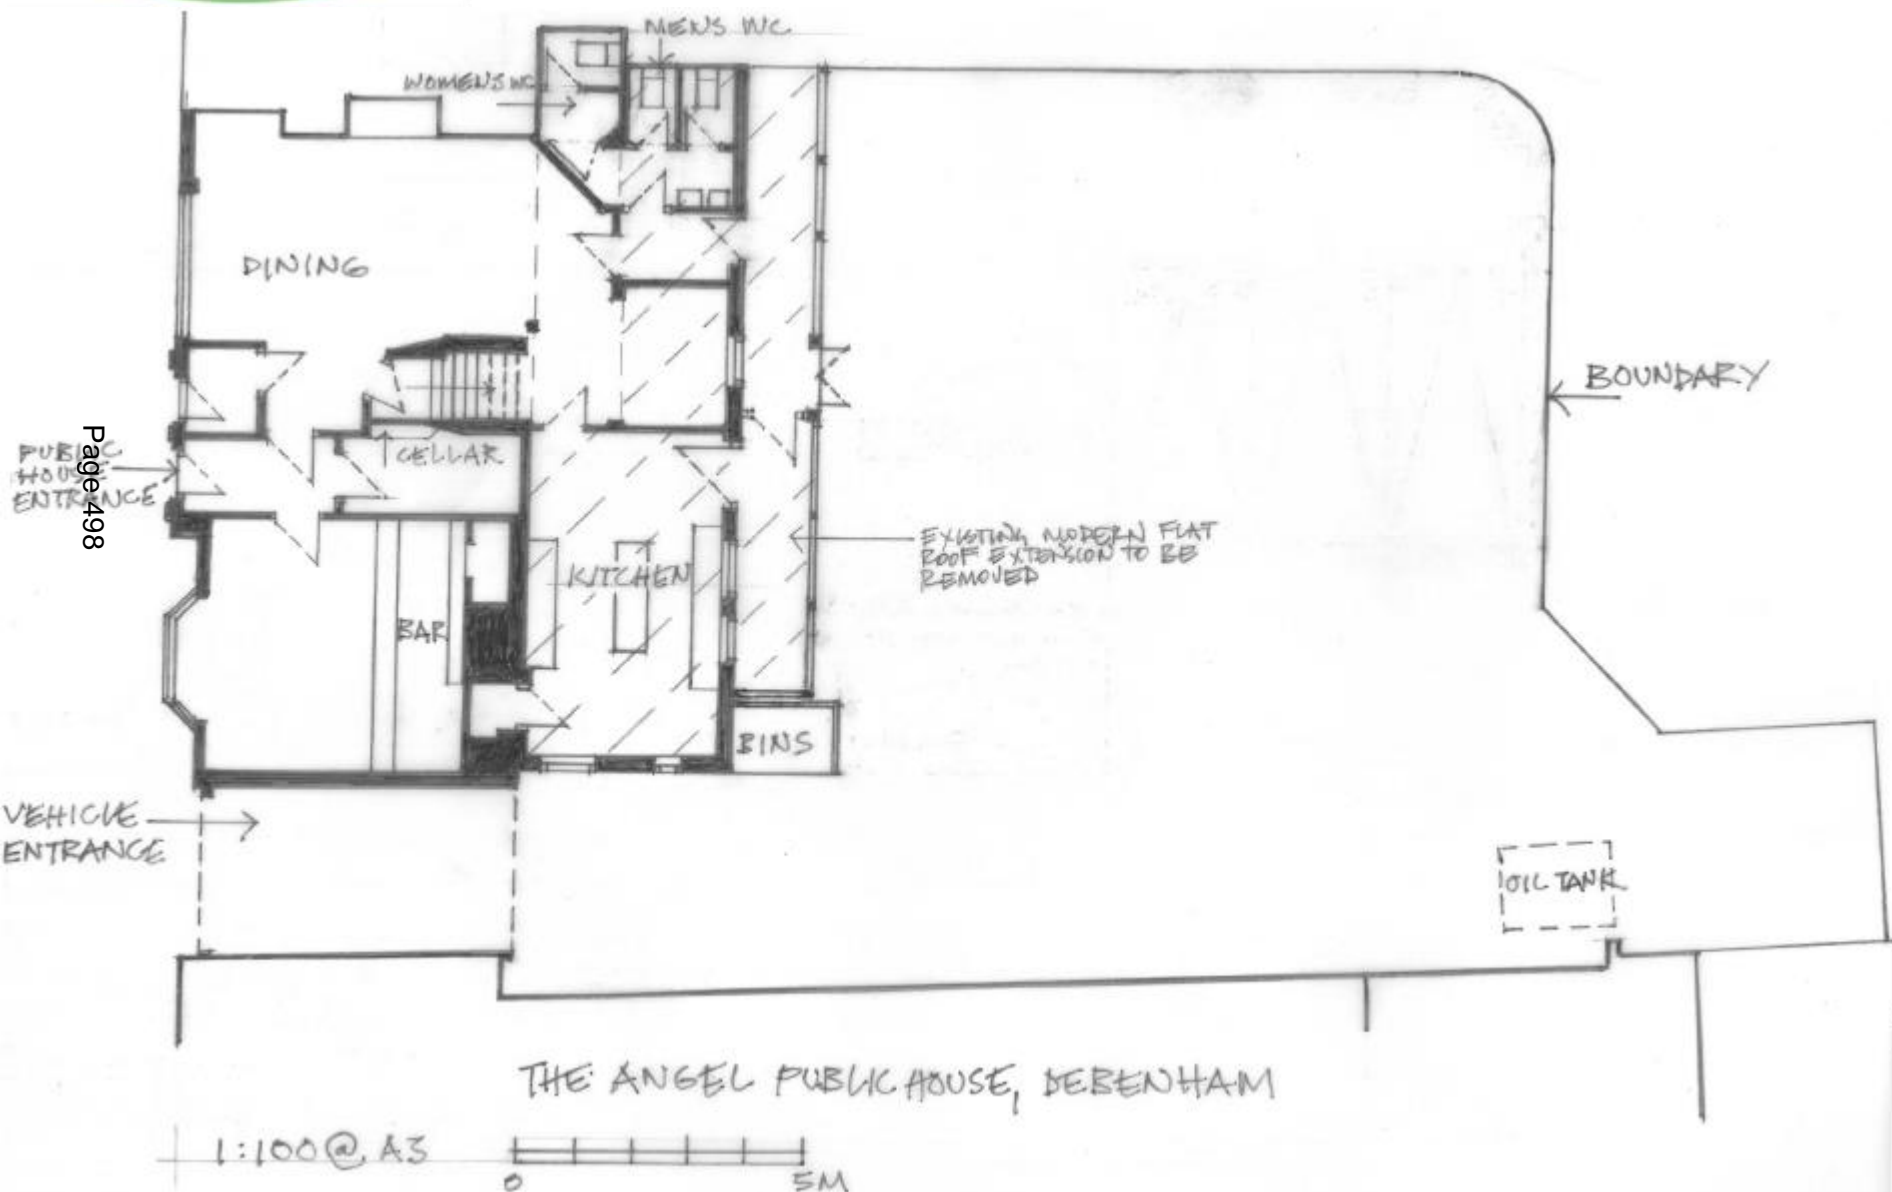 MENS WC
WOMENS WC
DINING
BOUNDARY
PUBLIC
HOUSE
ENTRANCE
Page 498
CELLAR
EXISTING MODERN FLAT
ROOF EXTENSION TO BE
REMOVED
KITCHEN
BAR
BINS
VEHICLE
ENTRANCE
OIL TANK
THE ANGEL PUBLIC HOUSE, DEBENHAM
1:100 @ A3
0
5M